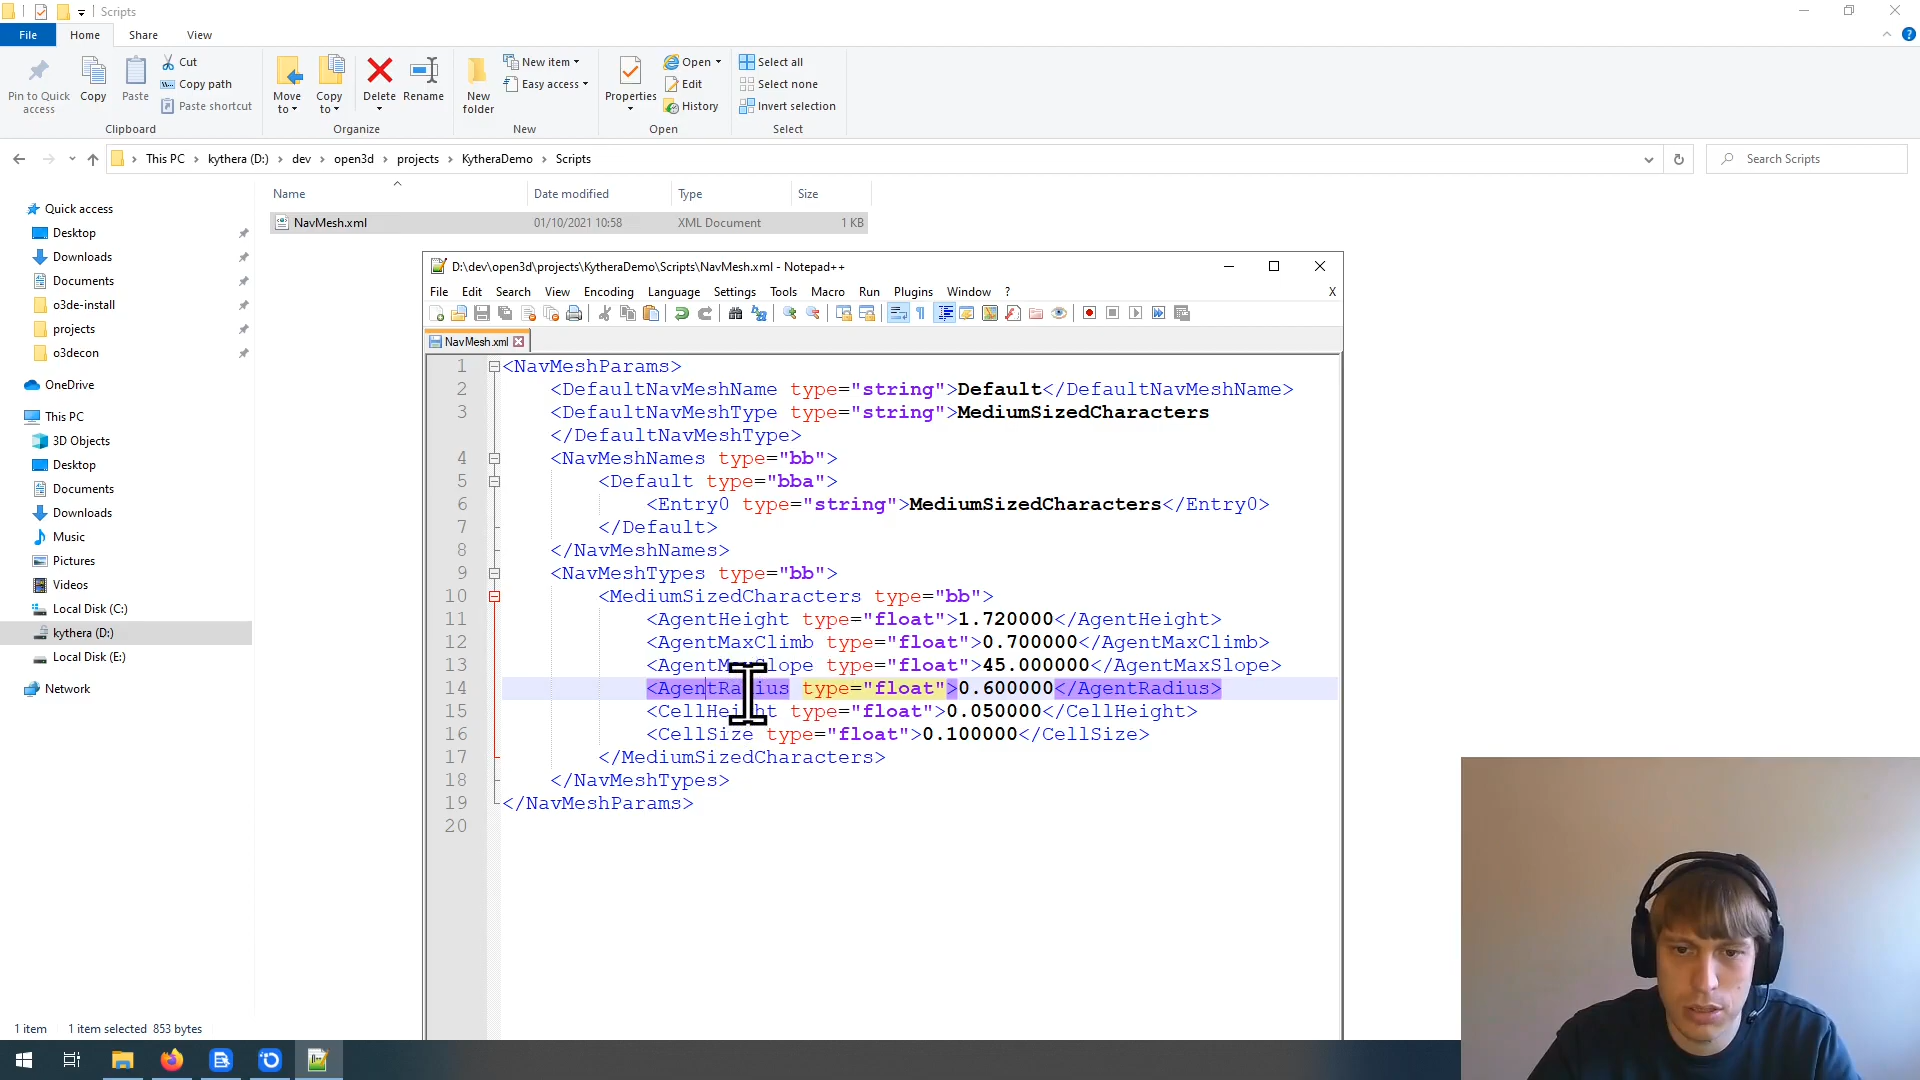 Scripts
File
Home
Share
View
Pin to Quick access
Copy
Paste
Cut
Copy path
Paste shortcut
Clipboard
Move to
Copy to
Delete
Rename
Organize
New folder
New item
Easy access
New
Properties
Open
Edit
History
Open
Select all
Select none
Invert selection
Select
This PC > kythera (D:) > dev > open3d > projects > KytheraDemo > Scripts
Search Scripts
Name
Date modified
Type
Size
NavMesh.xml
01/10/2021 10:58
XML Document
1 KB
Quick access
Desktop
Downloads
Documents
o3de-install
projects
o3decon
OneDrive
This PC
3D Objects
Desktop
Documents
Downloads
Music
Pictures
Videos
Local Disk (C:)
kythera (D:)
Local Disk (E:)
Network
1 item
1 item selected 853 bytes
D:\dev\open3d\projects\KytheraDemo\Scripts\NavMesh.xml - Notepad++
File Edit Search View Encoding Language Settings Tools Macro Run Plugins Window ?
X
NavMesh.xml
1 <NavMeshParams>
2 <DefaultNavMeshName type="string">Default</DefaultNavMeshName>
3 <DefaultNavMeshType type="string">MediumSizedCharacters
</DefaultNavMeshType>
4 <NavMeshNames type="bb">
5 <Default type="bba">
6 <Entry0 type="string">MediumSizedCharacters</Entry0>
7 </Default>
8 </NavMeshNames>
9 <NavMeshTypes type="bb">
10 <MediumSizedCharacters type="bb">
11 <AgentHeight type="float">1.720000</AgentHeight>
12 <AgentMaxClimb type="float">0.700000</AgentMaxClimb>
13 <AgentMaxSlope type="float">45.000000</AgentMaxSlope>
14 <AgentRadius type="float">0.600000</AgentRadius>
15 <CellHeight type="float">0.050000</CellHeight>
16 <CellSize type="float">0.100000</CellSize>
17 </MediumSizedCharacters>
18 </NavMeshTypes>
19 </NavMeshParams>
20